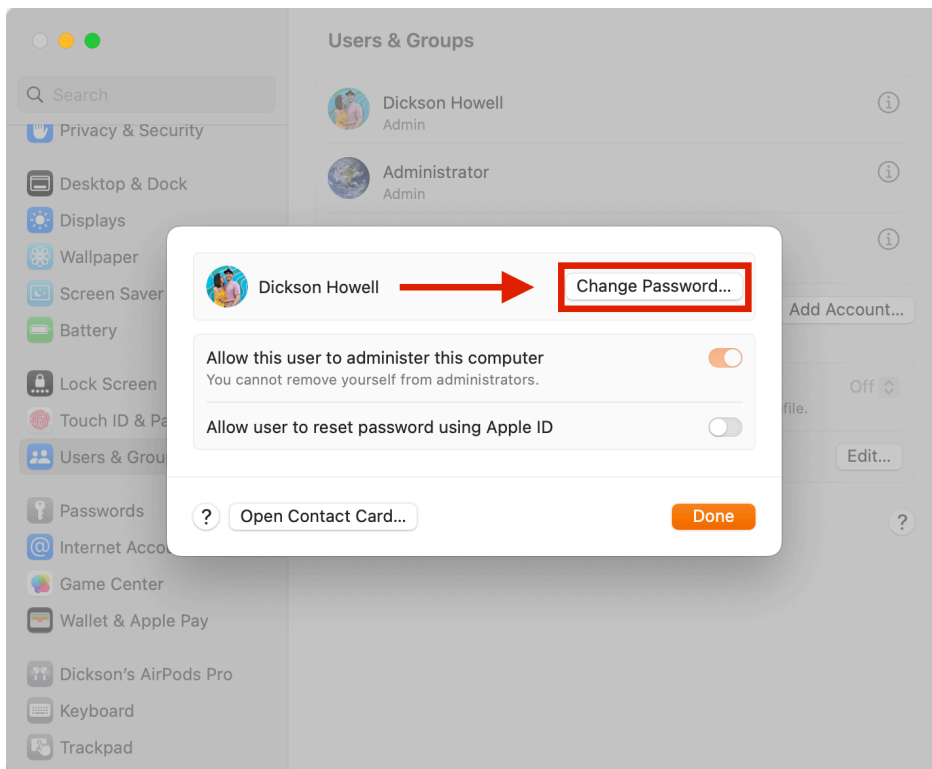 Users & Groups
Search
Privacy & Security
Desktop & Dock
Displays
Wallpaper
Screen Saver
Battery
Lock Screen
Touch ID & Pa
Users & Grou
Passwords
Internet Acco
Game Center
Wallet & Apple Pay
Dickson's AirPods Pro
Keyboard
Trackpad
Dickson Howell
Admin
Administrator
Admin
Add Account...
Off
file.
Edit...
?
Dickson Howell
Change Password...
Allow this user to administer this computer
You cannot remove yourself from administrators.
Allow user to reset password using Apple ID
?
Open Contact Card...
Done